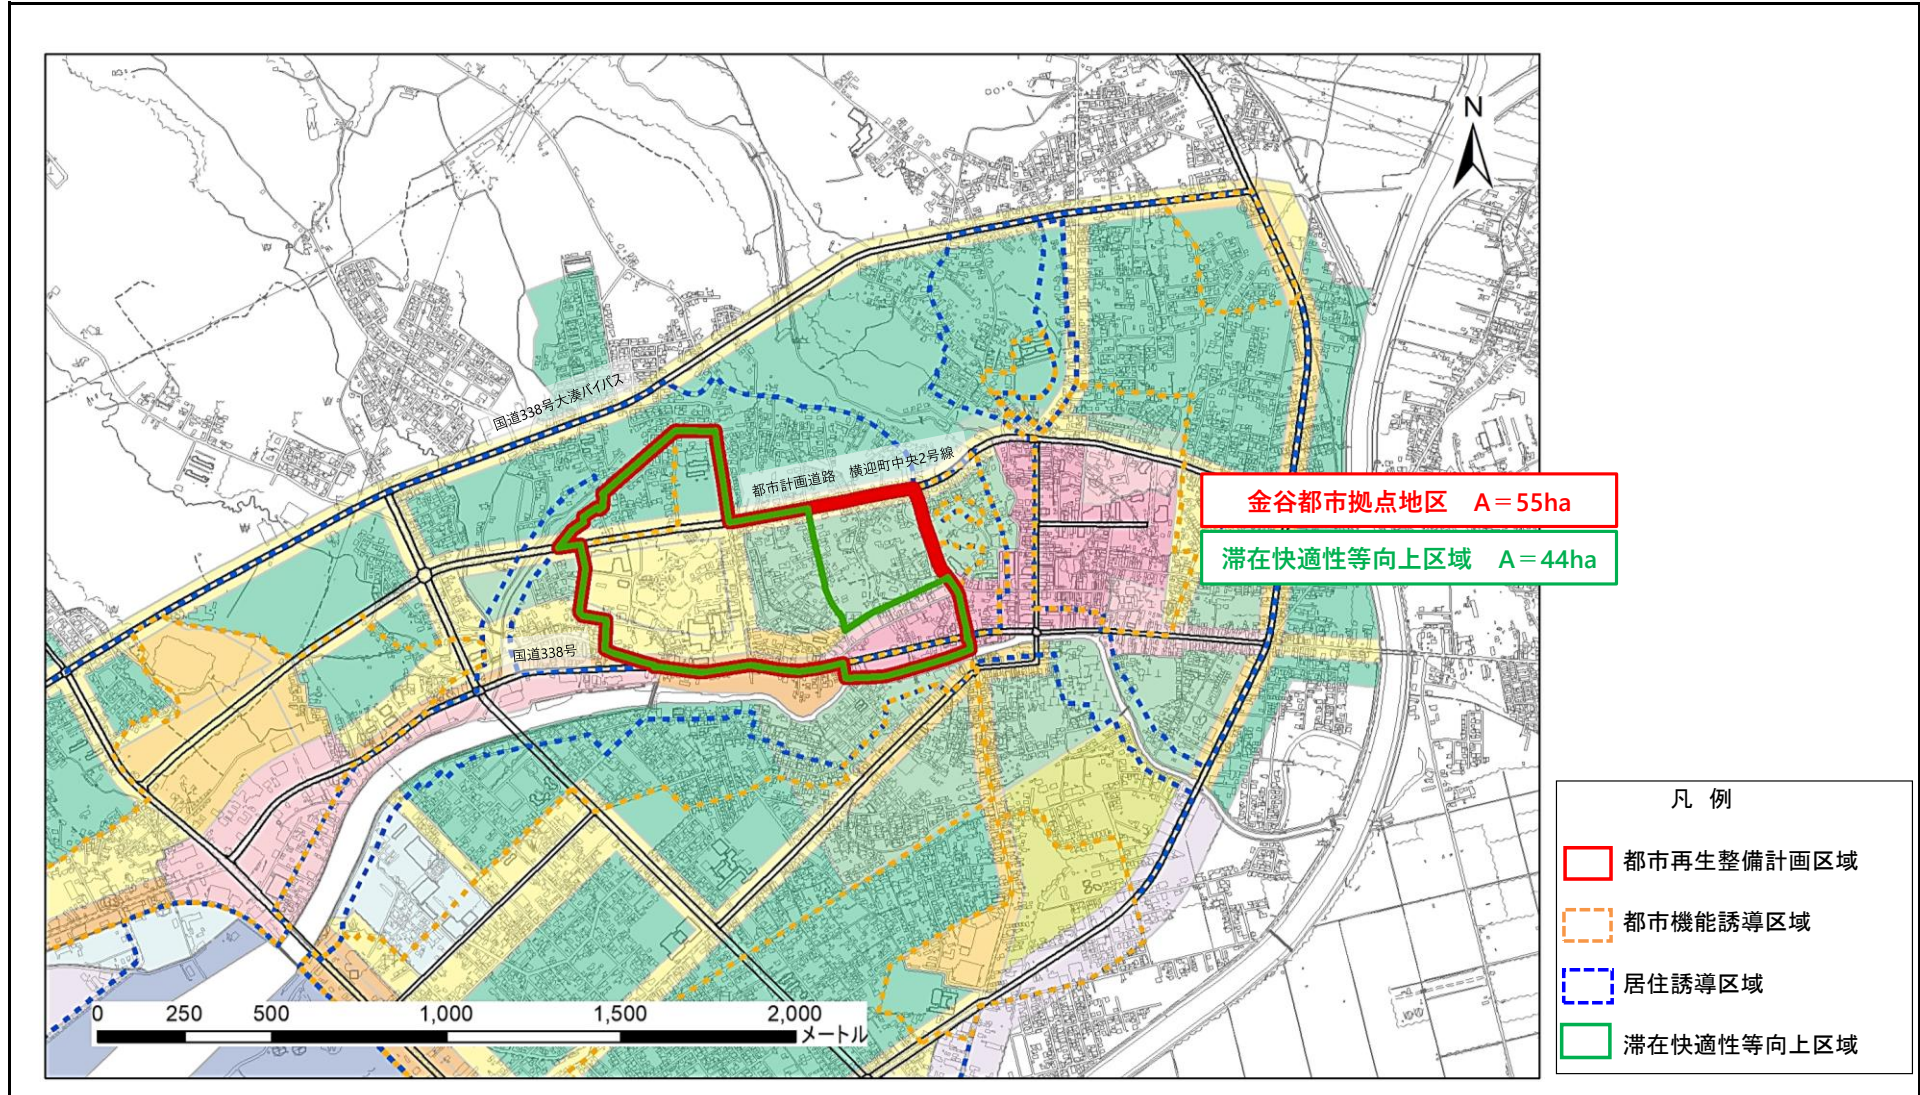 N
国道338号大湊バイパス
都市計画道路 横迎町中央2号線
金谷都市拠点地区 A=55ha
滞在快適性等向上区域 A=44ha
国道338号
凡 例
都市再生整備計画区域
都市機能誘導区域
居住誘導区域
滞在快適性等向上区域
0 250 500 1,000 1,500 2,000
メートル